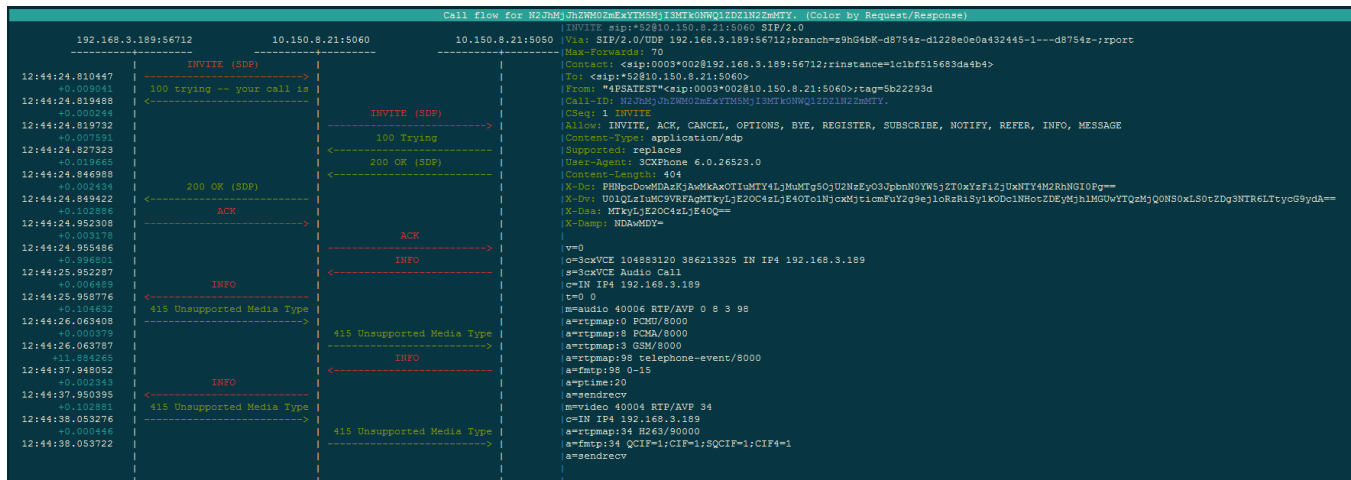 Call flow for N2JhMjJhZWM0ZmExYTM5MjI3MTk0NWQ1ZDZlN2ZmMTY. (Color by Request/Response)
192.168.3.189:56712 10.150.8.21:5060 10.150.8.21:5050
INVITE (SDP)
12:44:24.810447
+0.009041 100 trying -- your call is
12:44:24.819488
+0.000244 INVITE (SDP)
12:44:24.819732
+0.007591 100 Trying
12:44:24.827323
+0.019665 200 OK (SDP)
12:44:24.846988
+0.002434 200 OK (SDP)
12:44:24.849422
+0.102886 ACK
12:44:24.952308
+0.003178 ACK
12:44:24.955486
+0.996801 INFO
12:44:25.952287
+0.006489 INFO
12:44:25.958776
+0.104632 415 Unsupported Media Type
12:44:26.063408
+0.000379 415 Unsupported Media Type
12:44:26.063787
+11.884265 INFO
12:44:37.948052
+0.002343 INFO
12:44:37.950395
+0.102881 415 Unsupported Media Type
12:44:38.053276
+0.000446 415 Unsupported Media Type
12:44:38.053722
INVITE sip:*52@10.150.8.21:5060 SIP/2.0
Via: SIP/2.0/UDP 192.168.3.189:56712;branch=z9hG4bK-d8754z-d1228e0e0a432445-1---d8754z-;rport
Max-Forwards: 70
Contact: <sip:0003*002@192.168.3.189:56712;rinstance=1c1bf515683da4b4>
To: <sip:*52@10.150.8.21:5060>
From: "4PSATEST"<sip:0003*002@10.150.8.21:5060>;tag=5b22293d
Call-ID: N2JhMjJhZWM0ZmExYTM5MjI3MTk0NWQ1ZDZlN2ZmMTY.
CSeq: 1 INVITE
Allow: INVITE, ACK, CANCEL, OPTIONS, BYE, REGISTER, SUBSCRIBE, NOTIFY, REFER, INFO, MESSAGE
Content-Type: application/sdp
Supported: replaces
User-Agent: 3CXPhone 6.0.26523.0
Content-Length: 404
X-Dc:
X-Dv:
X-Dsa: MTkyLjE2OC4zLjE4OQ==
X-Damp: NDAwMDY=
v=0
o=3cxVCE 104883120 386213325 IN IP4 192.168.3.189
s=3cxVCE Audio Call
c=IN IP4 192.168.3.189
t=0 0
m=audio 40006 RTP/AVP 0 8 3 98
a=rtpmap:0 PCMU/8000
a=rtpmap:8 PCMA/8000
a=rtpmap:3 GSM/8000
a=rtpmap:98 telephone-event/8000
a=fmtp:98 0-15
a=ptime:20
a=sendrecv
m=video 40004 RTP/AVP 34
c=IN IP4 192.168.3.189
a=rtpmap:34 H263/90000
a=fmtp:34 QCIF=1;CIF=1;SQCIF=1;CIF4=1
a=sendrecv